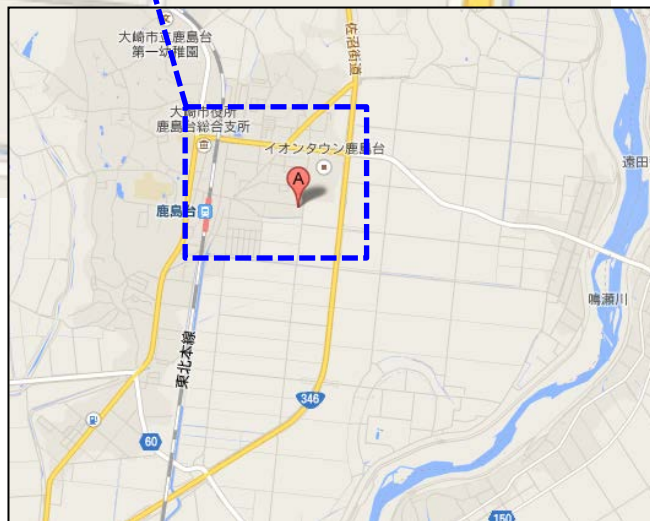 大崎市立鹿島台
第一幼稚園
佐沼街道
大崎市役所
鹿島台総合支所
イオンタウン鹿島台
A
鹿島台
遠田
鳴瀬川
東北本線
346
60
150